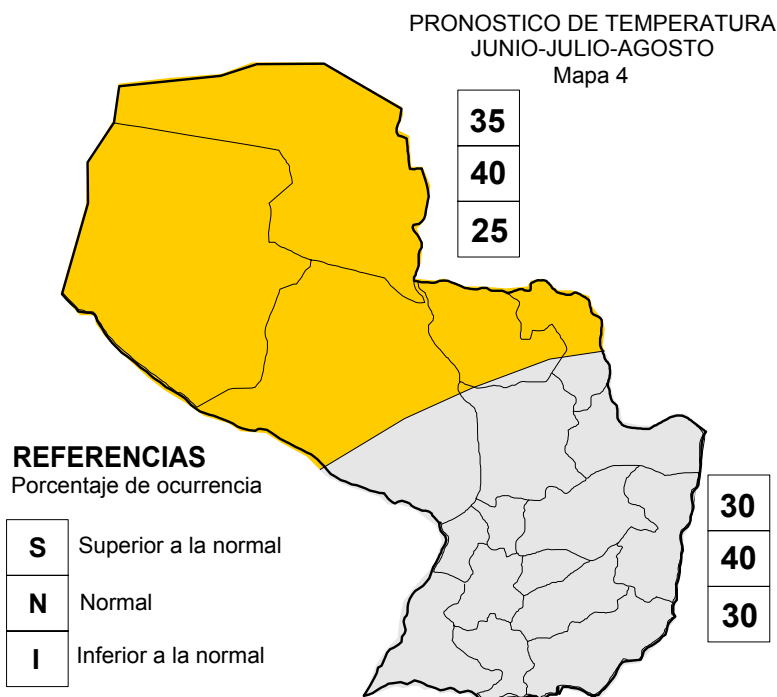 PRONOSTICO DE TEMPERATURA
JUNIO-JULIO-AGOSTO
Mapa 4
35
40
25
REFERENCIAS
Porcentaje de ocurrencia
S Superior a la normal
N Normal
I Inferior a la normal
30
40
30